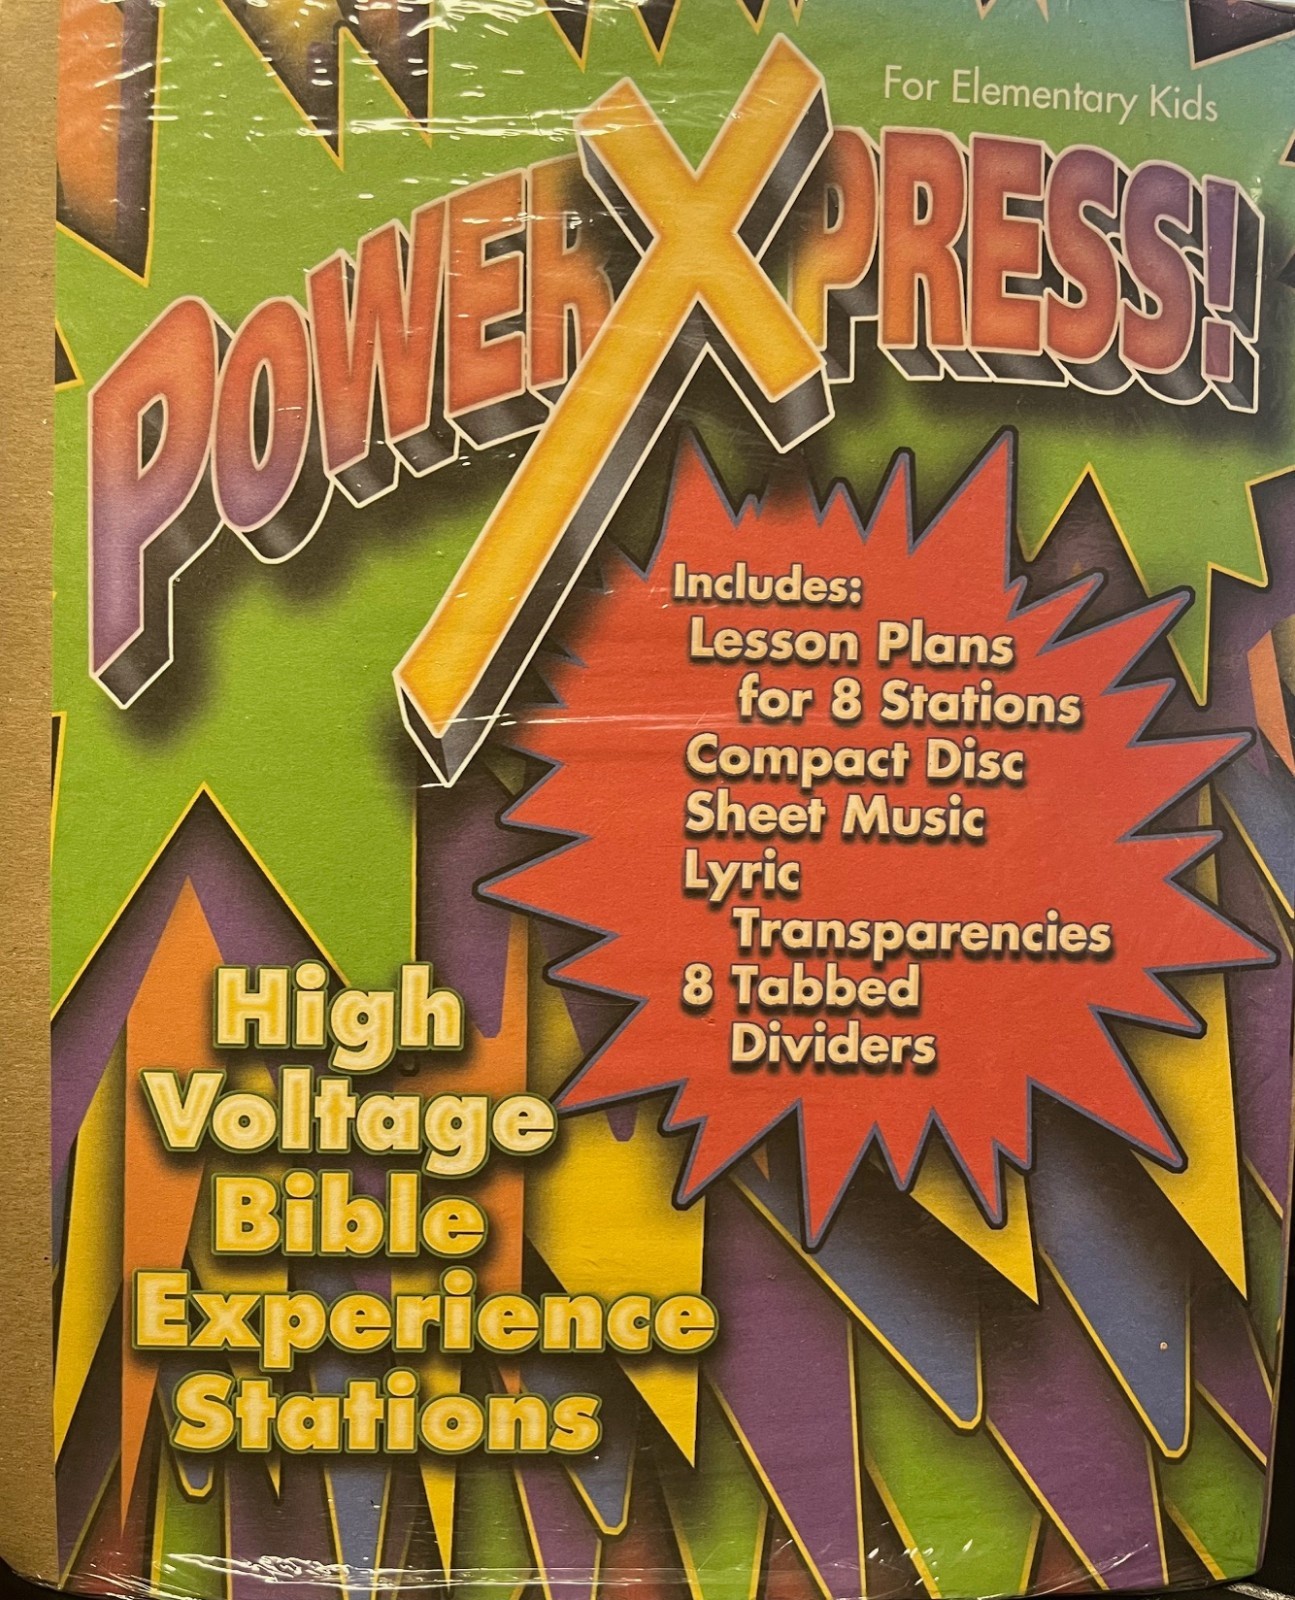 For Elementary Kids
POWERXPRESS!
Includes:
Lesson Plans
for 8 Stations
Compact Disc
Sheet Music
Lyric
Transparencies
8 Tabbed
Dividers
High
Voltage
Bible
Experience
Stations